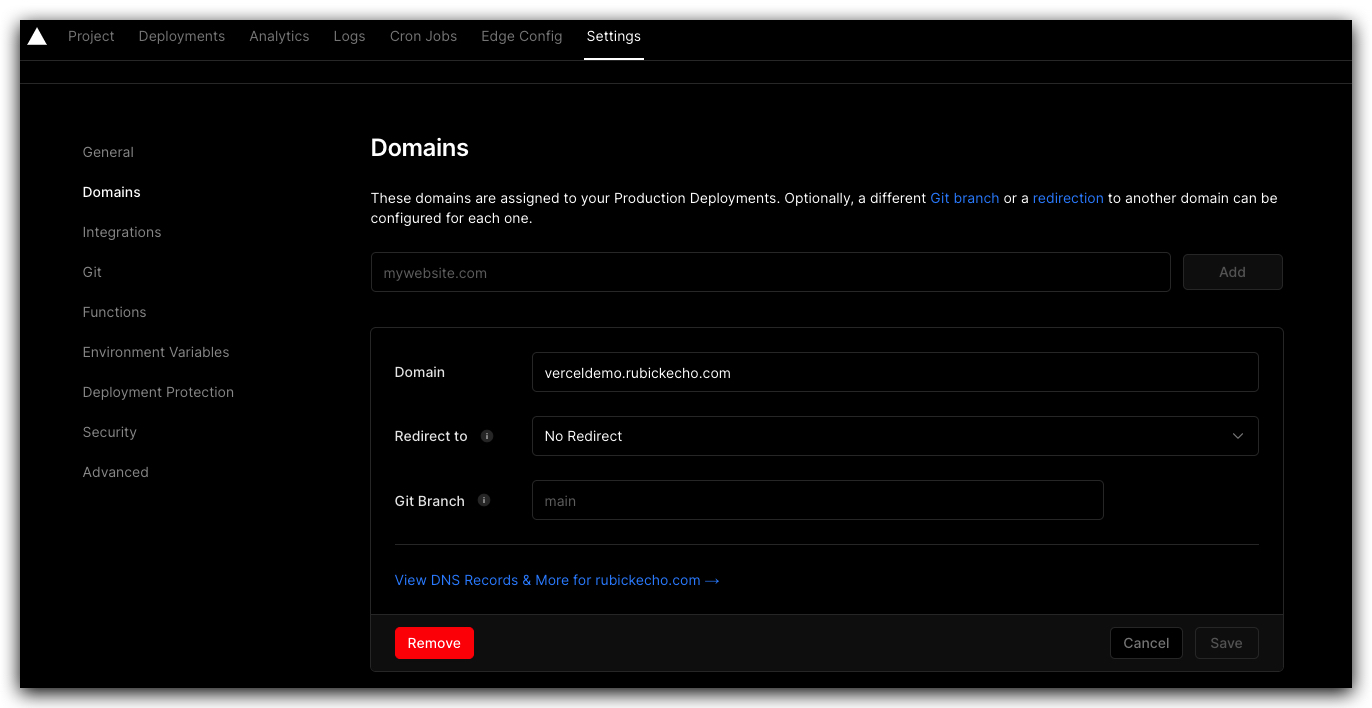 Project Deployments Analytics Logs Cron Jobs Edge Config Settings
General
Domains
Integrations
Git
Functions
Environment Variables
Deployment Protection
Security
Advanced
Domains
These domains are assigned to your Production Deployments. Optionally, a different Git branch or a redirection to another domain can be
configured for each one.
mywebsite.com Add
Domain verceldemo.rubickecho.com
Redirect to i No Redirect
Git Branch i main
View DNS Records & More for rubickecho.com →
Remove Cancel Save